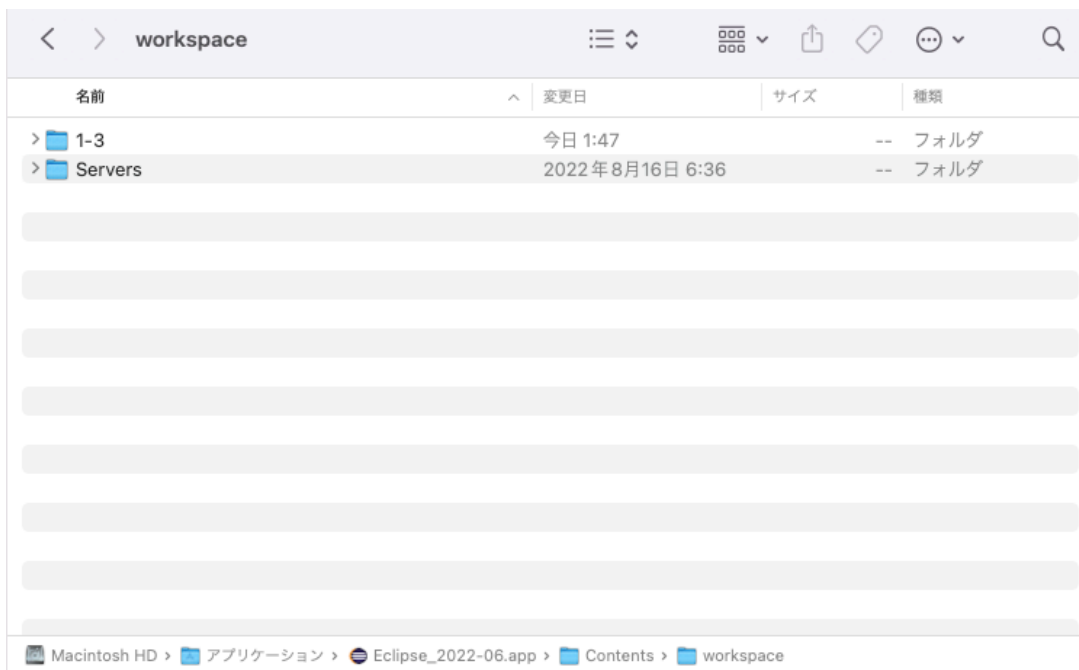 workspace
名前 変更日 サイズ 種類
1-3 今日 1:47 -- フォルダ
Servers 2022年8月16日 6:36 -- フォルダ
Macintosh HD › アプリケーション › Eclipse_2022-06.app › Contents › workspace